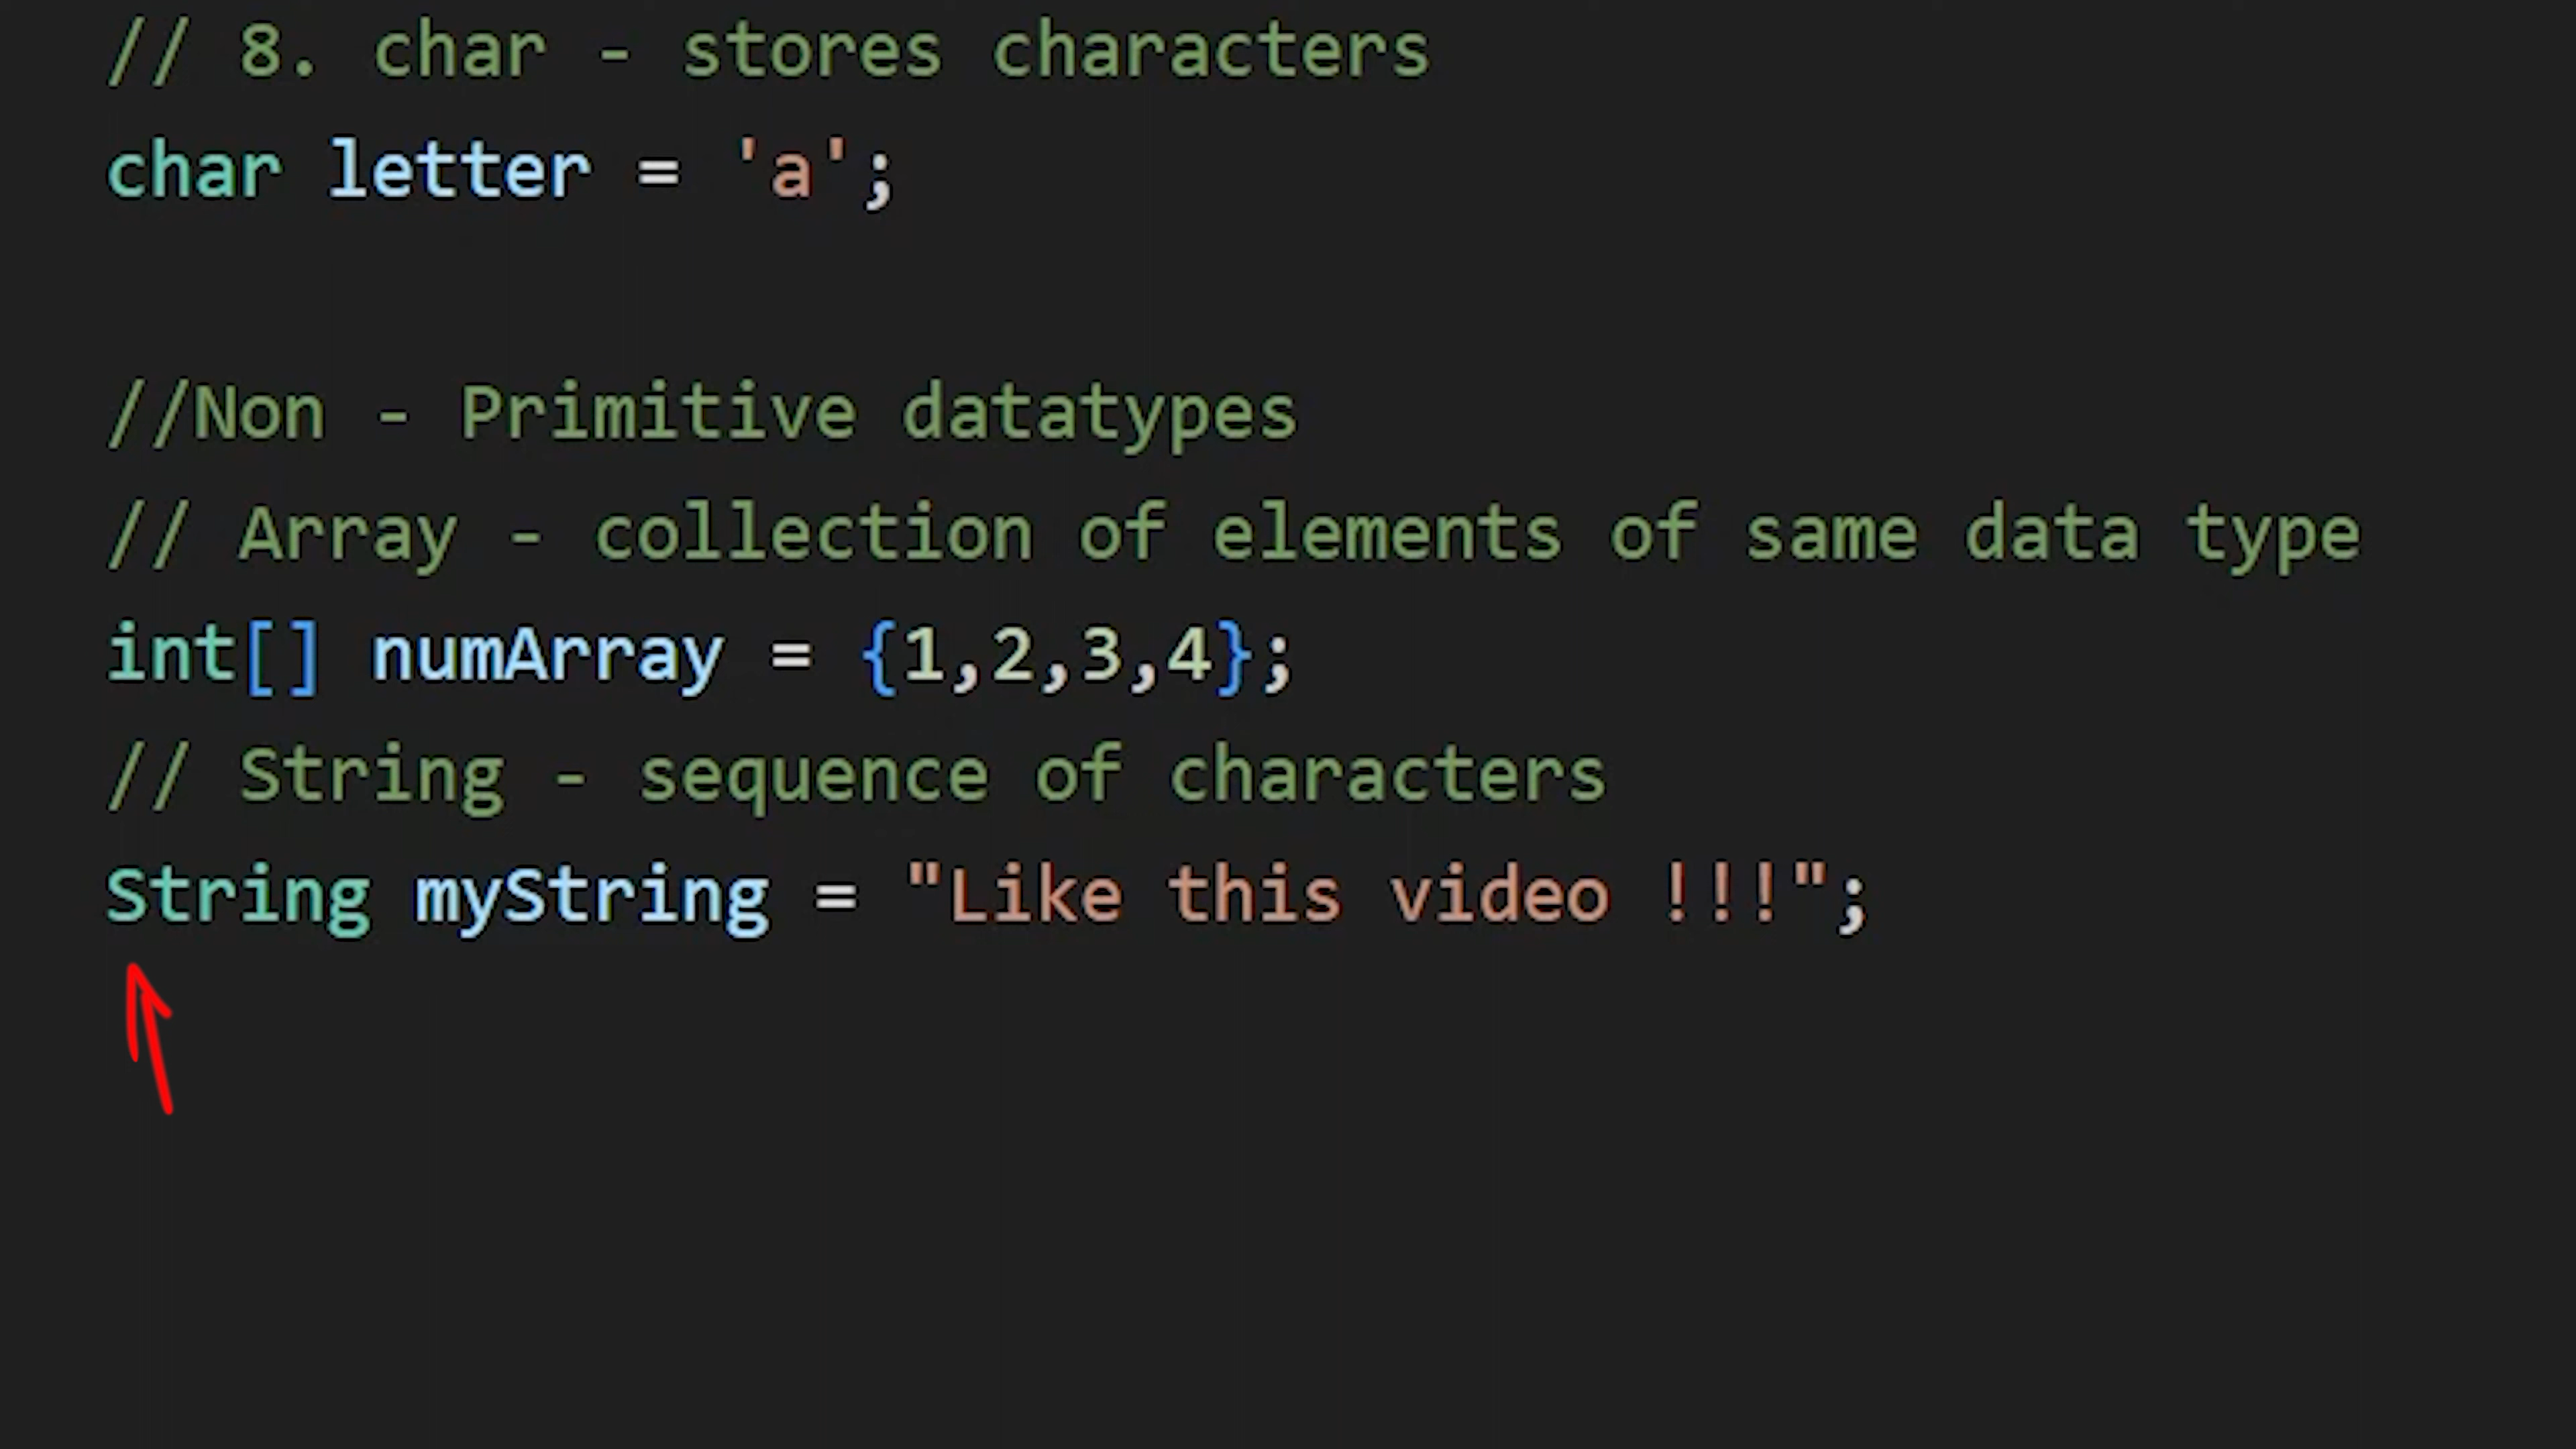 // 8. char - stores characters
char letter = 'a';
//Non - Primitive datatypes
// Array - collection of elements of same data type
int[] numArray = {1,2,3,4};
// String - sequence of characters
String myString = "Like this video !!!";